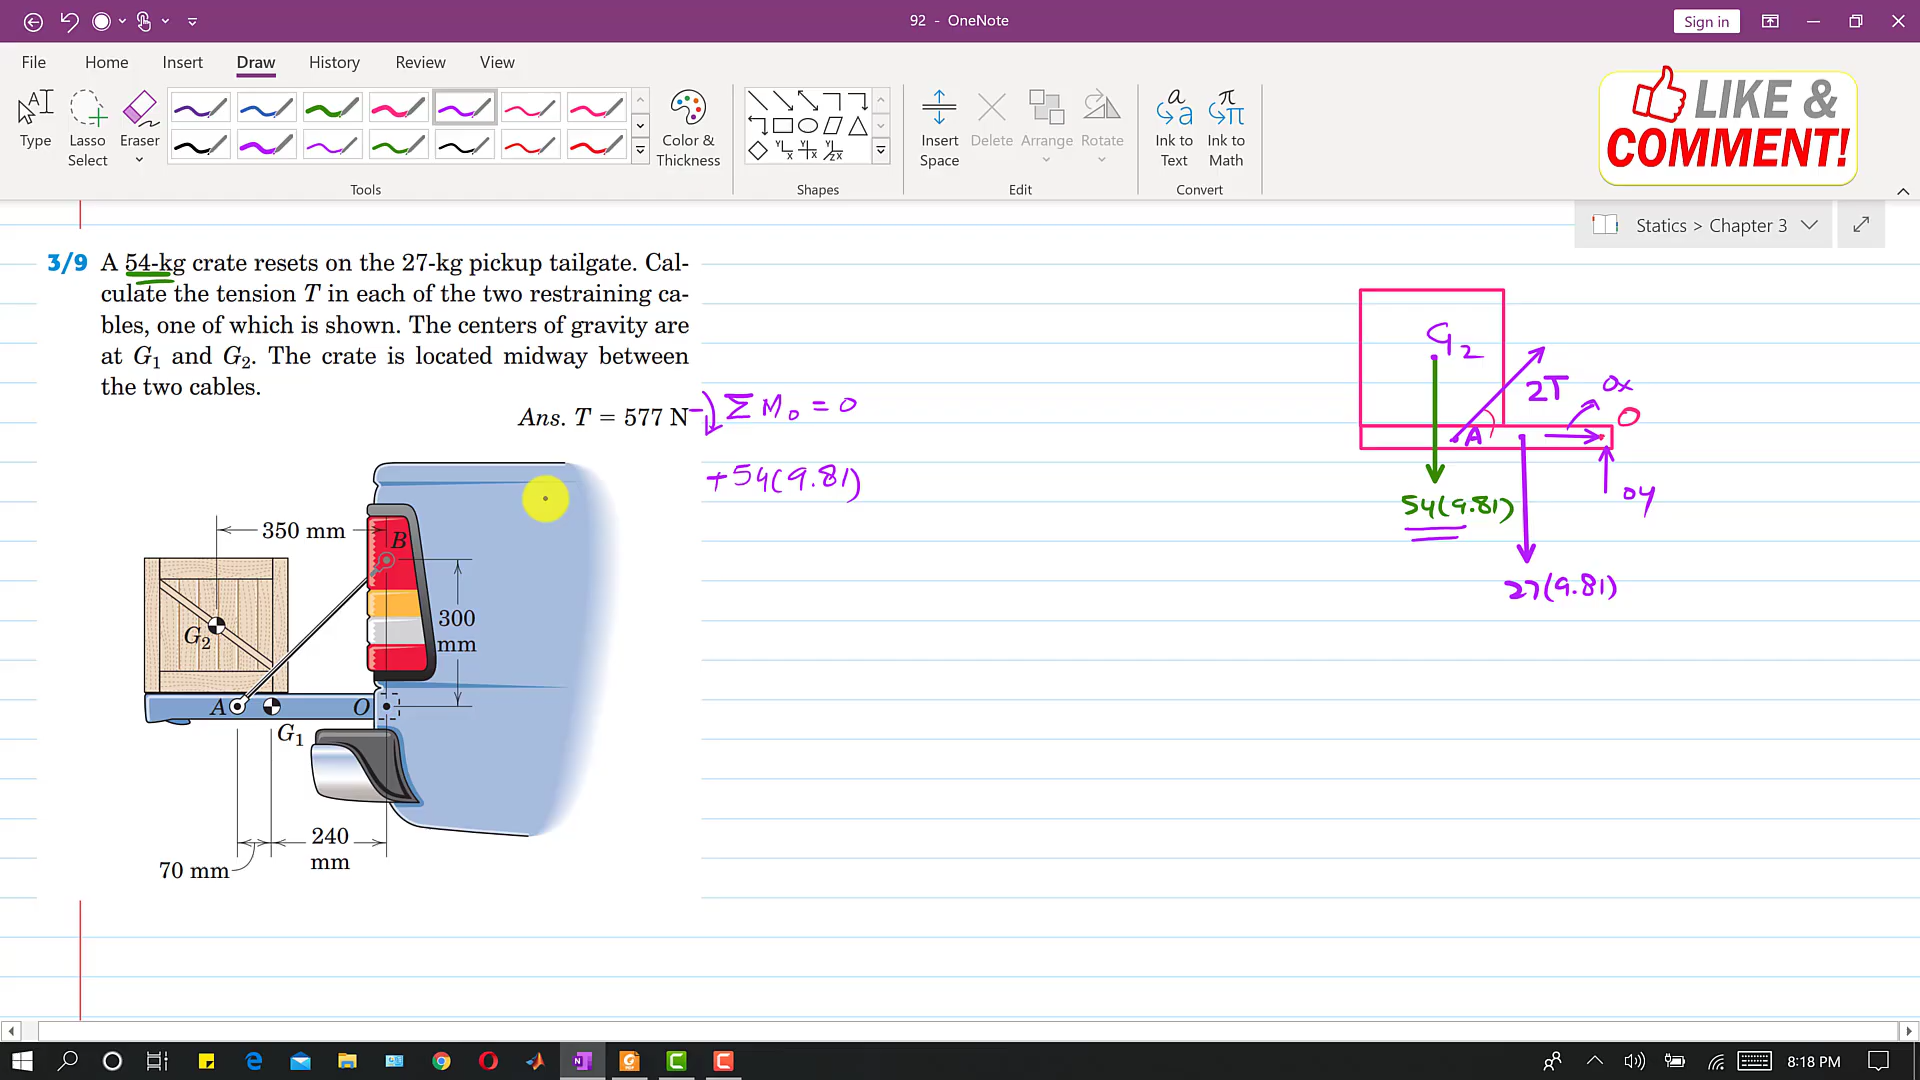 92 - OneNote
Sign in
File
Home
Insert
Draw
History
Review
View
Type
Lasso
Select
Eraser
Color &
Thickness
Insert
Space
Delete
Arrange
Rotate
Ink to
Text
Ink to
Math
Tools
Shapes
Edit
Convert
LIKE &
COMMENT!
Statics > Chapter 3
3/9 A 54-kg crate resets on the 27-kg pickup tailgate. Cal-
culate the tension T in each of the two restraining ca-
bles, one of which is shown. The centers of gravity are
at G1 and G2. The crate is located midway between
the two cables.
Ans. T = 577 N
ΣM0 = 0
+54(9.81)
350 mm
B
300
mm
G2
A
O
G1
240
mm
70 mm
G2
2T
Ox
O
A
Oy
54(9.81)
27(9.81)
8:18 PM